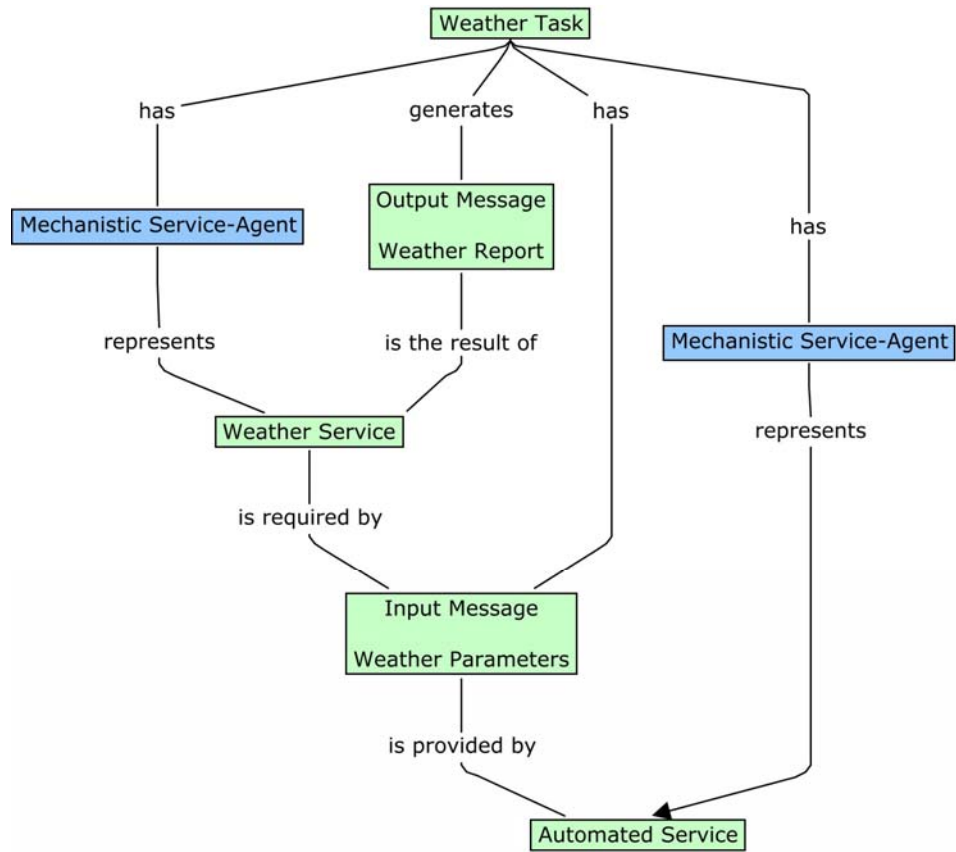 Weather Task
has
generates
has
Mechanistic Service-Agent
Output Message
Weather Report
has
represents
is the result of
Mechanistic Service-Agent
Weather Service
represents
is required by
Input Message
Weather Parameters
is provided by
Automated Service